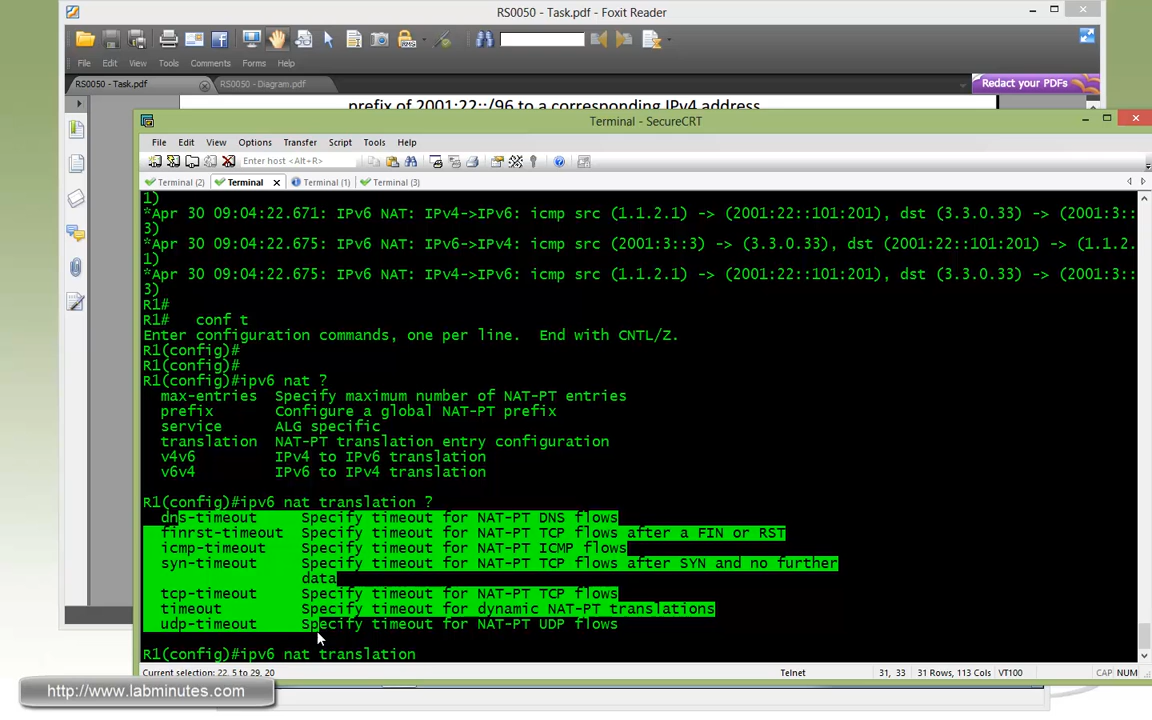 RS0050 - Task.pdf - Foxit Reader
File Edit View Tools Comments Forms Help
RS0050 - Task.pdf
RS0050 - Diagram.pdf
Redact your PDFs
prefix of 2001:22::/96 to a corresponding IPv4 address
Terminal - SecureCRT
File Edit View Options Transfer Script Tools Help
Enter host <Alt+R>
Terminal (2) Terminal Terminal (1) Terminal (3)
1)
*Apr 30 09:04:22.671: IPv6 NAT: IPv4->IPv6: icmp src (1.1.2.1) -> (2001:22::101:201), dst (3.3.0.33) -> (2001:3::
3)
*Apr 30 09:04:22.675: IPv6 NAT: IPv6->IPv4: icmp src (2001:3::3) -> (3.3.0.33), dst (2001:22::101:201) -> (1.1.2.
1)
*Apr 30 09:04:22.675: IPv6 NAT: IPv4->IPv6: icmp src (1.1.2.1) -> (2001:22::101:201), dst (3.3.0.33) -> (2001:3::
3)
R1#
R1#   conf t
Enter configuration commands, one per line.  End with CNTL/Z.
R1(config)#
R1(config)#
R1(config)#ipv6 nat ?
  max-entries  Specify maximum number of NAT-PT entries
  prefix       Configure a global NAT-PT prefix
  service      ALG specific
  translation  NAT-PT translation entry configuration
  v4v6         IPv4 to IPv6 translation
  v6v4         IPv6 to IPv4 translation
R1(config)#ipv6 nat translation ?
  dns-timeout     Specify timeout for NAT-PT DNS flows
  finrst-timeout  Specify timeout for NAT-PT TCP flows after a FIN or RST
  icmp-timeout    Specify timeout for NAT-PT ICMP flows
  syn-timeout     Specify timeout for NAT-PT TCP flows after SYN and no further
                  data
  tcp-timeout     Specify timeout for NAT-PT TCP flows
  timeout         Specify timeout for dynamic NAT-PT translations
  udp-timeout     Specify timeout for NAT-PT UDP flows
R1(config)#ipv6 nat translation
Current selection: 22, 5 to 29, 20 Telnet 31, 33 31 Rows, 113 Cols VT100 CAP NUM
http://www.labminutes.com